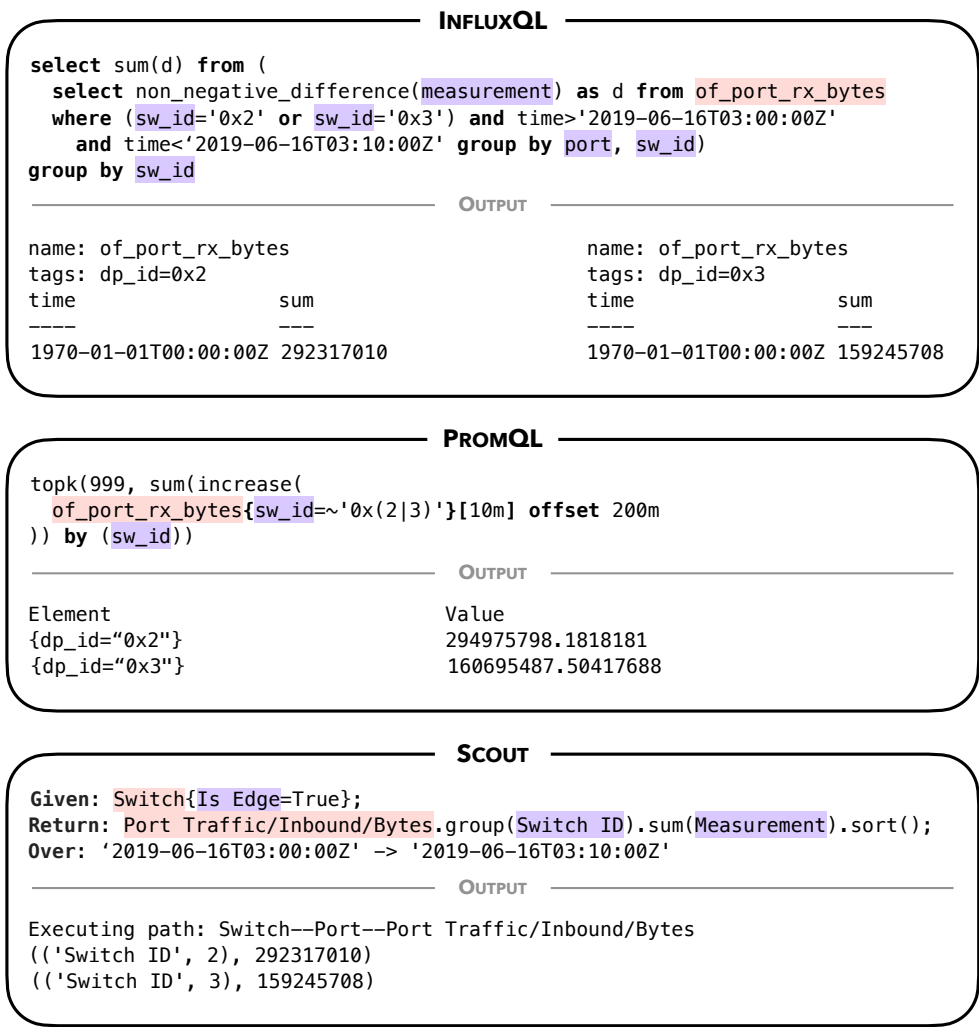 INFLUXQL
select sum(d) from (
select non_negative_difference(measurement) as d from of_port_rx_bytes
where (sw_id='0x2' or sw_id='0x3') and time>'2019-06-16T03:00:00Z'
and time<‘2019-06-16T03:10:00Z' group by port, sw_id)
group by sw_id
OUTPUT
name: of_port_rx_bytes name: of_port_rx_bytes
tags: dp_id=0x2 tags: dp_id=0x3
time sum time sum
---- --- ---- ---
1970-01-01T00:00:00Z 292317010 1970-01-01T00:00:00Z 159245708
PROMQL
topk(999, sum(increase(
of_port_rx_bytes{sw_id=~'0x(2|3)'}[10m] offset 200m
)) by (sw_id))
OUTPUT
Element Value
{dp_id=“0x2"} 294975798.1818181
{dp_id=“0x3"} 160695487.50417688
SCOUT
Given: Switch{Is Edge=True};
Return: Port Traffic/Inbound/Bytes.group(Switch ID).sum(Measurement).sort();
Over: ‘2019-06-16T03:00:00Z' -> '2019-06-16T03:10:00Z'
OUTPUT
Executing path: Switch--Port--Port Traffic/Inbound/Bytes
(('Switch ID', 2), 292317010)
(('Switch ID', 3), 159245708)